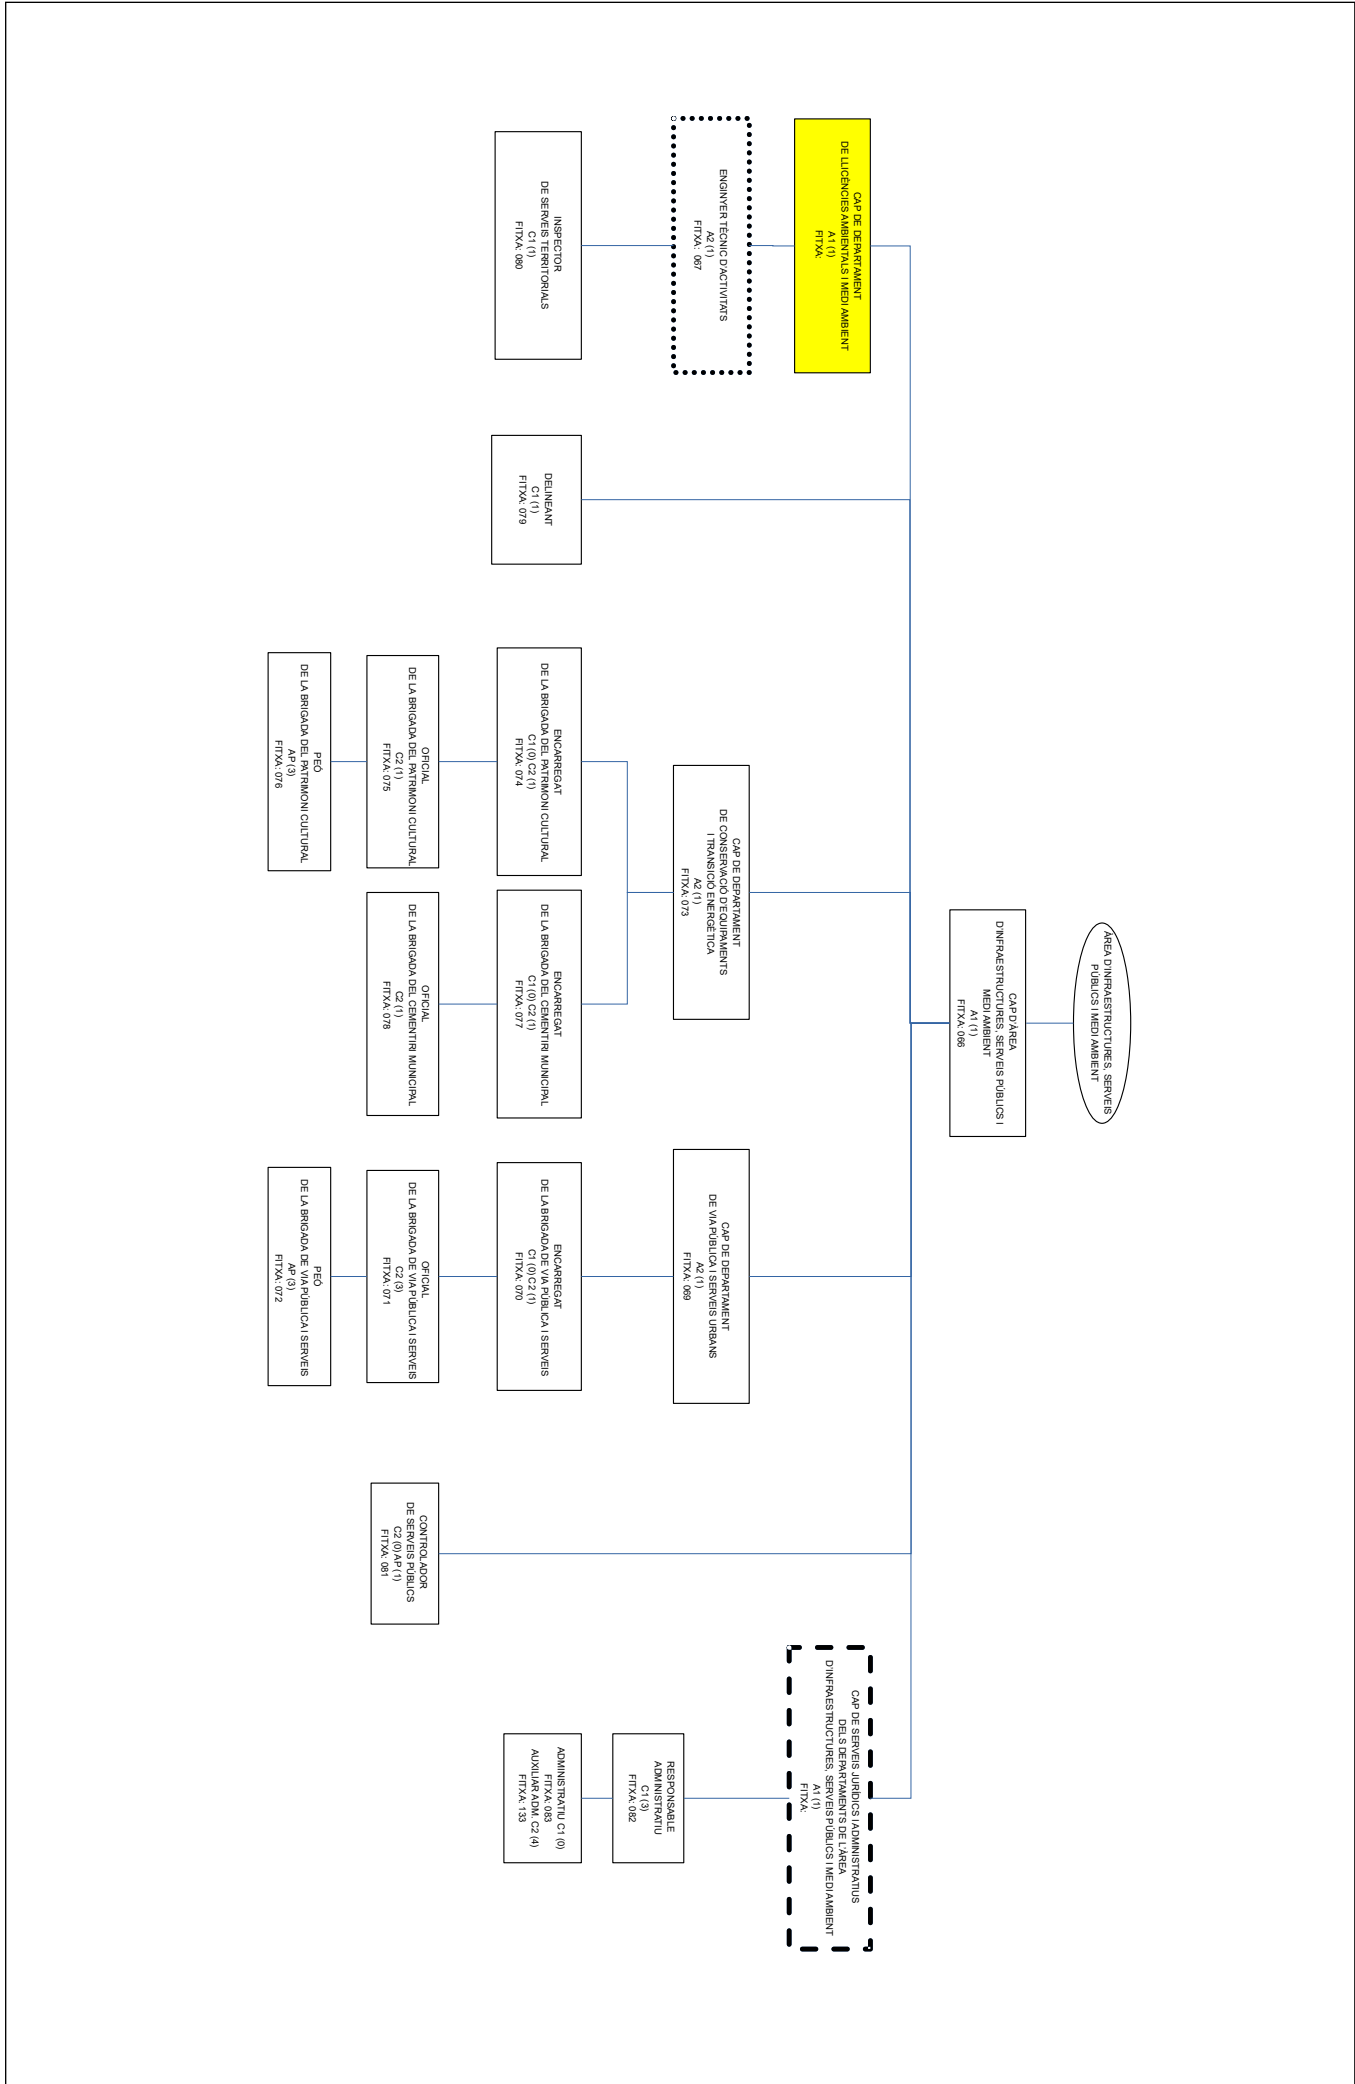 ÀREA D'INFRAESTRUCTURES, SERVEIS
PÚBLICS I MEDI AMBIENT
CAP D'ÀREA
D'INFRAESTRUCTURES, SERVEIS PÚBLICS I
MEDI AMBIENT
A1 (1)
FITXA: 066
CAP DE DEPARTAMENT
DE LLICÈNCIES AMBIENTALS I MEDI AMBIENT
A1 (1)
FITXA:
ENGINYER TÈCNIC D'ACTIVITATS
A2 (1)
FITXA: 067
INSPECTOR
DE SERVEIS TERRITORIALS
C1 (1)
FITXA: 080
DELINEANT
C1 (1)
FITXA: 079
CAP DE DEPARTAMENT
DE CONSERVACIÓ D'EQUIPAMENTS
I TRANSICIÓ ENERGÈTICA
A2 (1)
FITXA: 073
ENCARREGAT
DE LA BRIGADA DEL PATRIMONI CULTURAL
C1 (0) C2 (1)
FITXA: 074
OFICIAL
DE LA BRIGADA DEL PATRIMONI CULTURAL
C2 (1)
FITXA: 075
PEÓ
DE LA BRIGADA DEL PATRIMONI CULTURAL
AP (3)
FITXA: 076
ENCARREGAT
DE LA BRIGADA DEL CEMENTIRI MUNICIPAL
C1 (0) C2 (1)
FITXA: 077
OFICIAL
DE LA BRIGADA DEL CEMENTIRI MUNICIPAL
C2 (1)
FITXA: 078
CAP DE DEPARTAMENT
DE VIA PÚBLICA I SERVEIS URBANS
A2 (1)
FITXA: 069
ENCARREGAT
DE LA BRIGADA DE VIA PÚBLICA I SERVEIS
C1 (0) C2 (1)
FITXA: 070
OFICIAL
DE LA BRIGADA DE VIA PÚBLICA I SERVEIS
C2 (3)
FITXA: 071
PEÓ
DE LA BRIGADA DE VIA PÚBLICA I SERVEIS
AP (3)
FITXA: 072
CONTROLADOR
DE SERVEIS PÚBLICS
C2 (0) AP (1)
FITXA: 081
CAP DE SERVEIS JURÍDICS I ADMINISTRATIUS
DELS DEPARTAMENTS DE L'ÀREA
D'INFRAESTRUCTURES, SERVEIS PÚBLICS I MEDI AMBIENT
A1 (1)
FITXA:
RESPONSABLE
ADMINISTRATIU
C1 (3)
FITXA: 082
ADMINISTRATIU C1 (0)
FITXA: 083
AUXILIAR ADM. C2 (4)
FITXA: 133